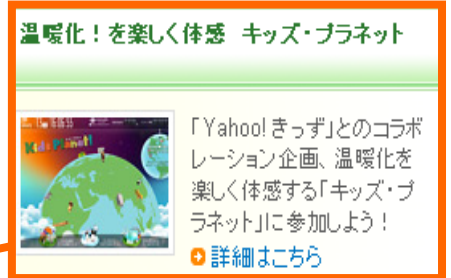 温暖化！を楽しく体感 キッズ・プラネット
Kids Planet!
「Yahoo!きっず」とのコラボ
レーション企画、温暖化を
楽しく体感する「キッズ・プ
ラネット」に参加しよう！
詳細はこちら